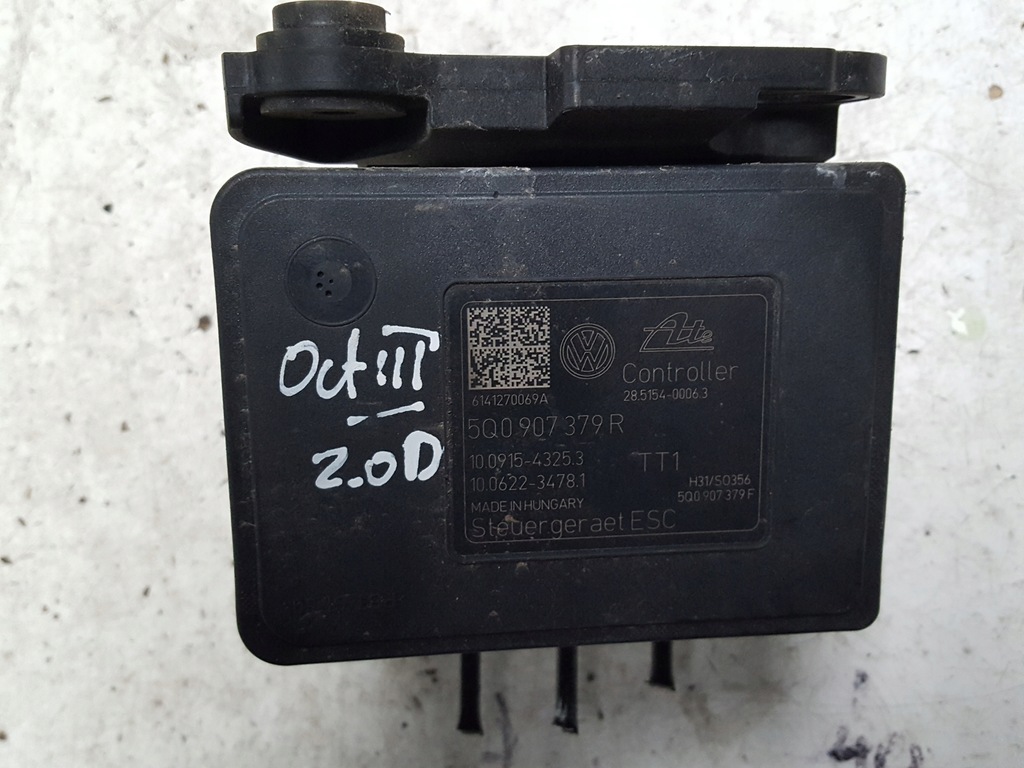 Oct III
2.0D
Ate
Controller
28.5154-0006.3
6141270069A
5Q0 907 379 R
10.0915-4325.3
TT1
10.0622-3478.1
H31/S0356
5Q0 907 379 F
MADE IN HUNGARY
Steuergeraet ESC